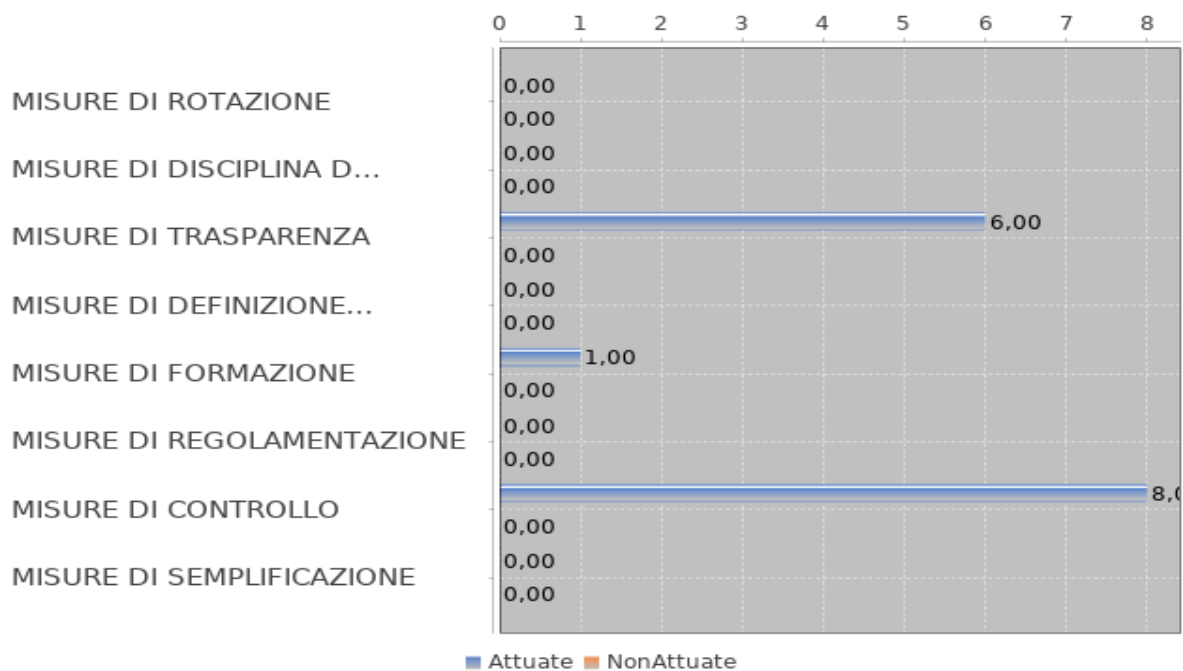 0 1 2 3 4 5 6 7 8
0,00
MISURE DI ROTAZIONE
0,00
0,00
MISURE DI DISCIPLINA D...
0,00
6,00
MISURE DI TRASPARENZA
0,00
0,00
MISURE DI DEFINIZIONE...
0,00
1,00
MISURE DI FORMAZIONE
0,00
0,00
MISURE DI REGOLAMENTAZIONE
0,00
8,0
MISURE DI CONTROLLO
0,00
0,00
MISURE DI SEMPLIFICAZIONE
0,00
Attuate NonAttuate